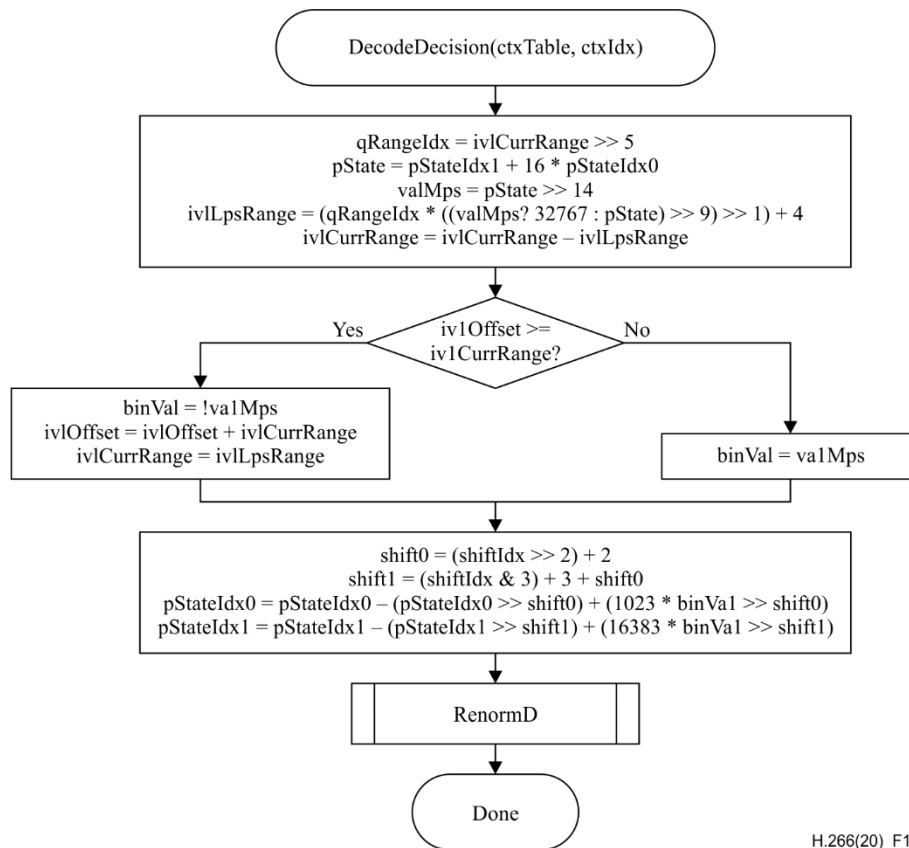 DecodeDecision(ctxTable, ctxIdx)
qRangeIdx = ivlCurrRange >> 5
pState = pStateIdx1 + 16 * pStateIdx0
valMps = pState >> 14
ivlLpsRange = (qRangeIdx * ((valMps? 32767 : pState) >> 9) >> 1) + 4
ivlCurrRange = ivlCurrRange – ivlLpsRange
iv1Offset >=
iv1CurrRange?
Yes
No
binVal = !va1Mps
ivlOffset = ivlOffset + ivlCurrRange
ivlCurrRange = ivlLpsRange
binVal = va1Mps
shift0 = (shiftIdx >> 2) + 2
shift1 = (shiftIdx & 3) + 3 + shift0
pStateIdx0 = pStateIdx0 – (pStateIdx0 >> shift0) + (1023 * binVa1 >> shift0)
pStateIdx1 = pStateIdx1 – (pStateIdx1 >> shift1) + (16383 * binVa1 >> shift1)
RenormD
Done
H.266(20)_F1